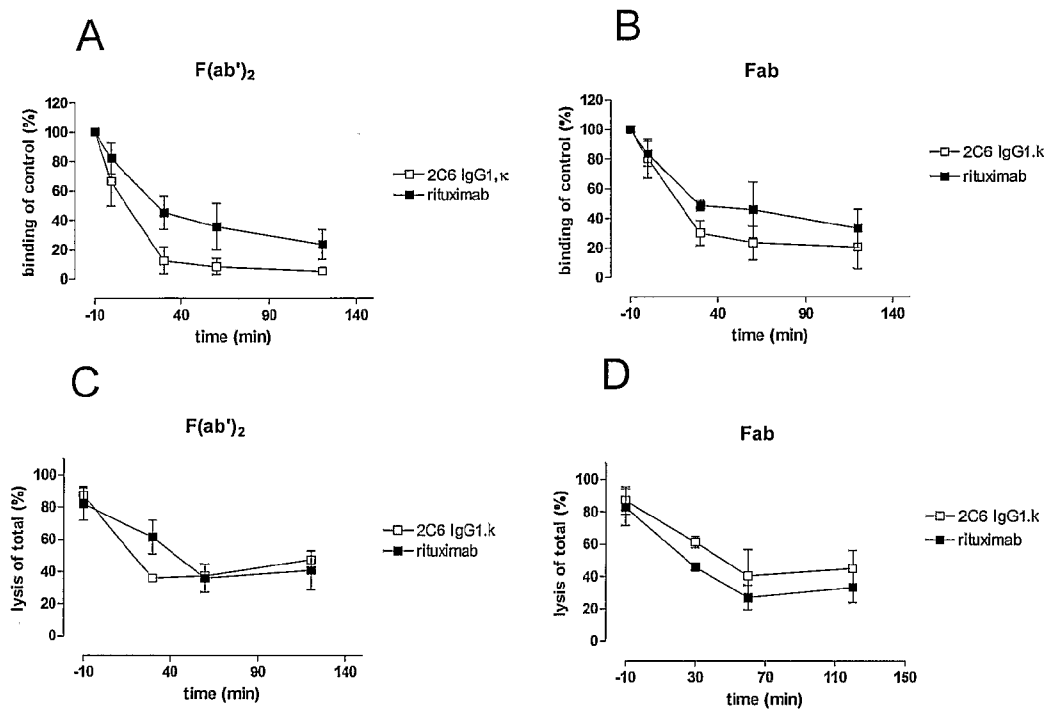 A
F(ab')2
binding of control (%)
120
100
80
60
40
20
0
-10 40 90 140
time (min)
2C6 IgG1,κ
rituximab
B
Fab
binding of control (%)
120
100
80
60
40
20
0
-10 40 90 140
time (min)
2C6 IgG1.k
rituximab
C
F(ab')2
lysis of total (%)
100
80
60
40
20
0
-10 40 90 140
time (min)
2C6 IgG1.k
rituximab
D
Fab
lysis of total (%)
100
80
60
40
20
0
-10 30 70 110 150
time (min)
2C6 IgG1.k
rituximab